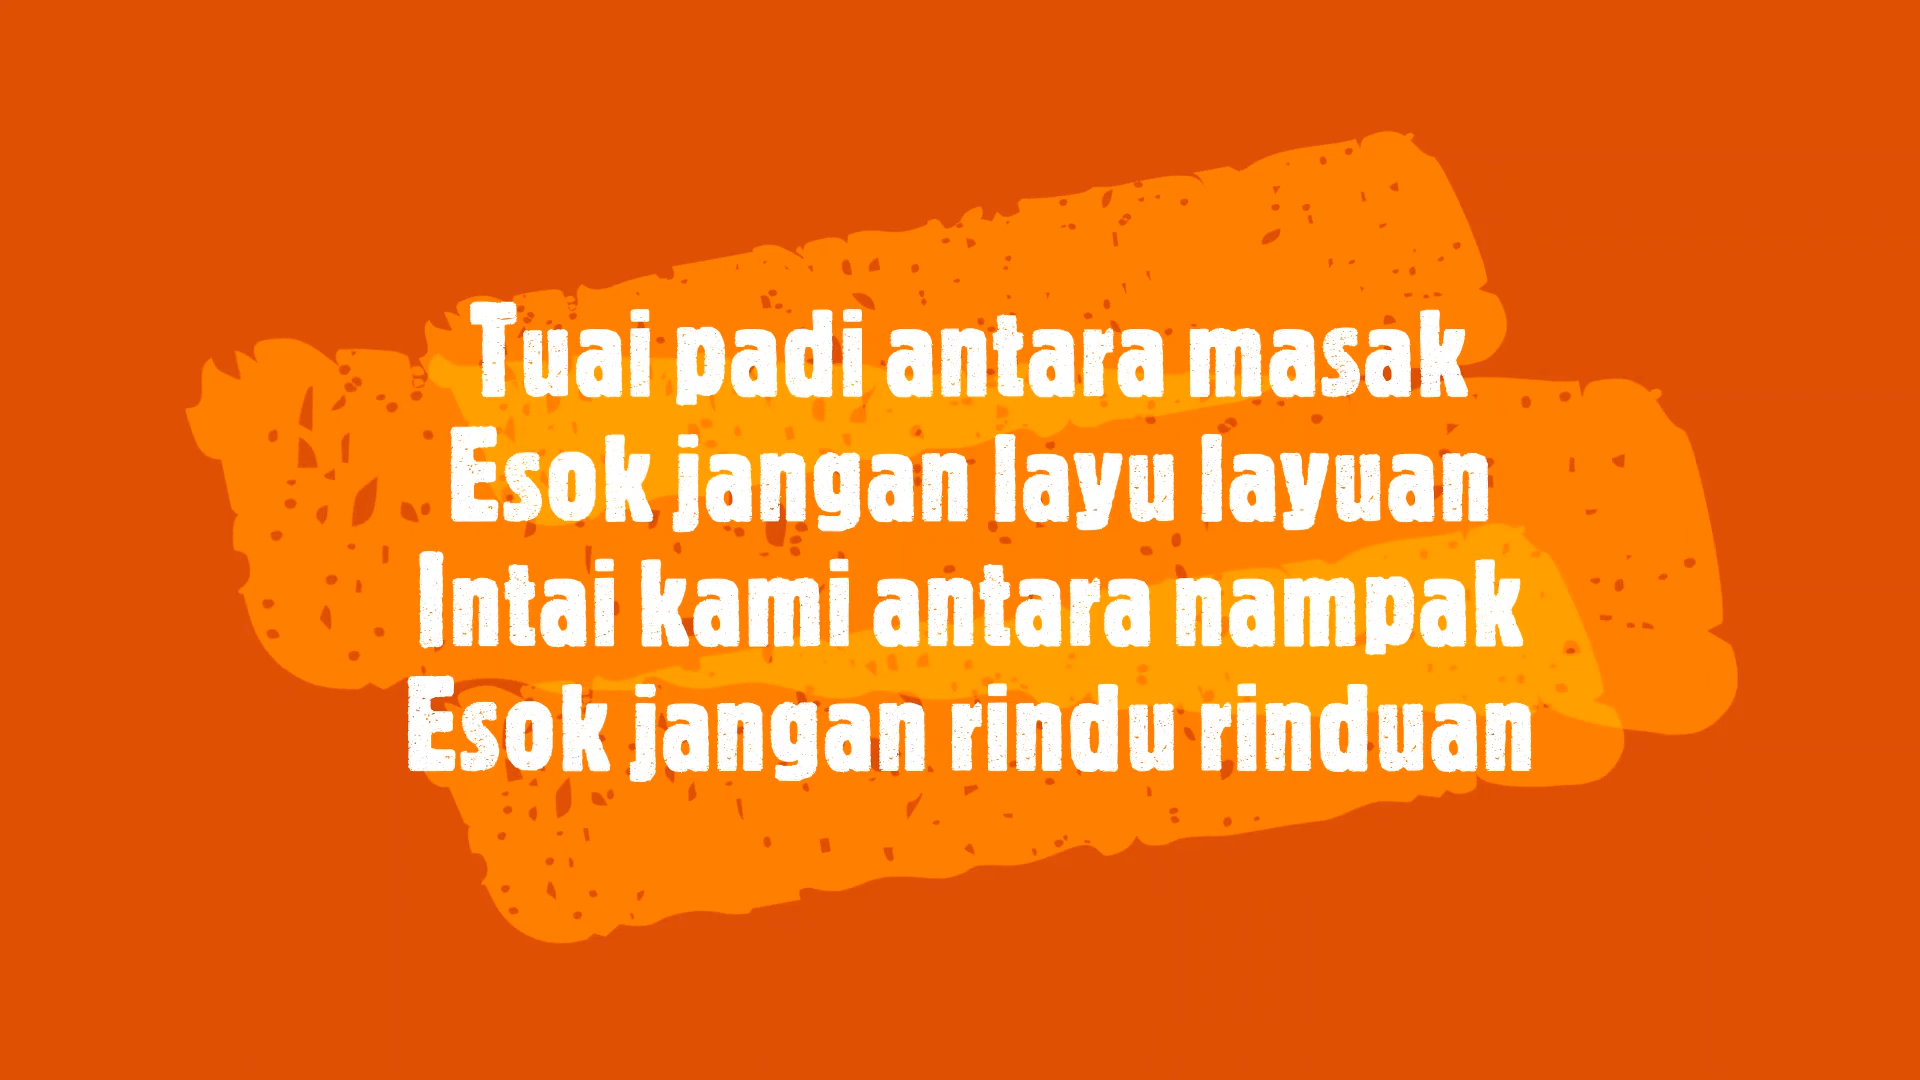 Tuai padi antara masak
Esok jangan layu layuan
Intai kami antara nampak
Esok jangan rindu rinduan